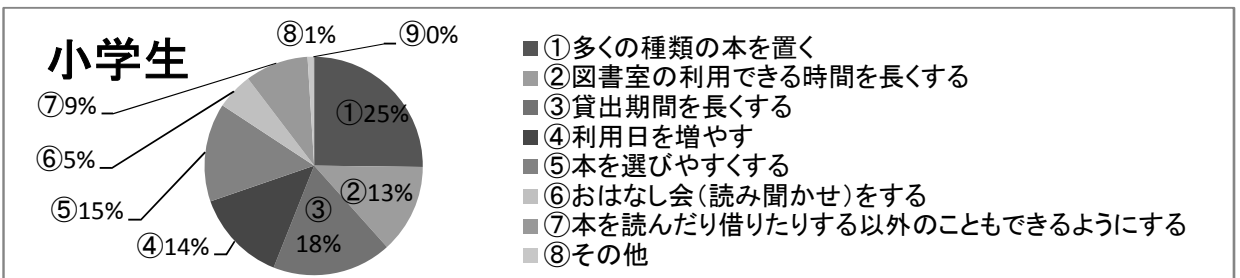 小学生
⑧1%
⑨0%
⑦9%
①25%
⑥5%
②13%
⑤15%
③
18%
④14%
①多くの種類の本を置く
②図書室の利用できる時間を長くする
③貸出期間を長くする
④利用日を増やす
⑤本を選びやすくする
⑥おはなし会(読み聞かせ)をする
⑦本を読んだり借りたりする以外のこともできるようにする
⑧その他